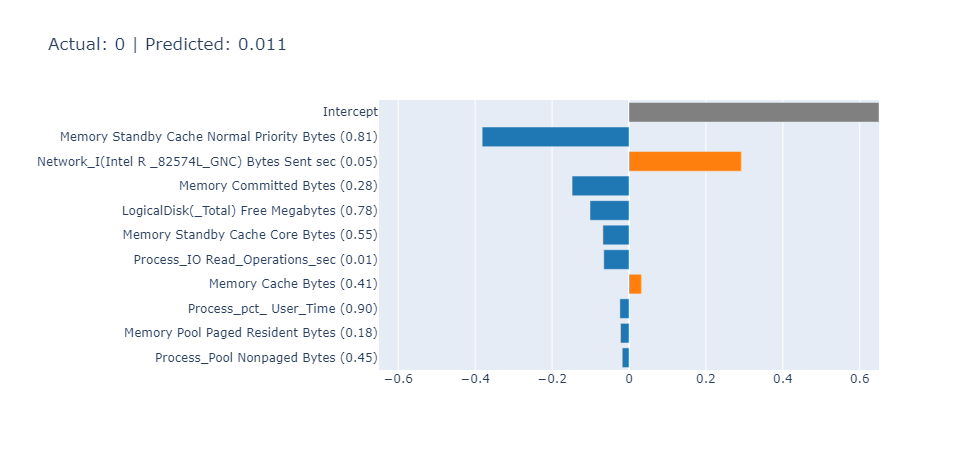 Actual: 0 | Predicted: 0.011
Intercept
Memory Standby Cache Normal Priority Bytes (0.81)
Network_I(Intel R _82574L_GNC) Bytes Sent sec (0.05)
Memory Committed Bytes (0.28)
LogicalDisk(_Total) Free Megabytes (0.78)
Memory Standby Cache Core Bytes (0.55)
Process_IO Read_Operations_sec (0.01)
Memory Cache Bytes (0.41)
Process_pct_ User_Time (0.90)
Memory Pool Paged Resident Bytes (0.18)
Process_Pool Nonpaged Bytes (0.45)
−0.6 −0.4 −0.2 0 0.2 0.4 0.6